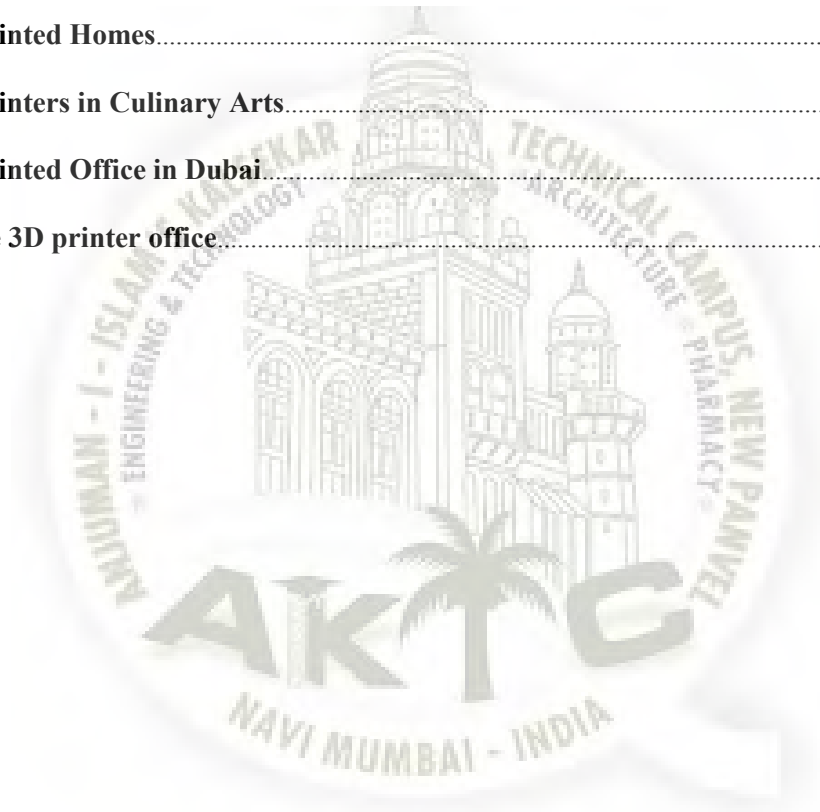 inted Homes
inters in Culinary Arts
inted Office in Dubai
e 3D printer office
ANJUMAN - I - ISLAM'S KALSEKAR TECHNICAL CAMPUS, NEW PANVEL
ENGINEERING & TECHNOLOGY ARCHITECTURE PHARMACY
AKTC
NAVI MUMBAI - INDIA